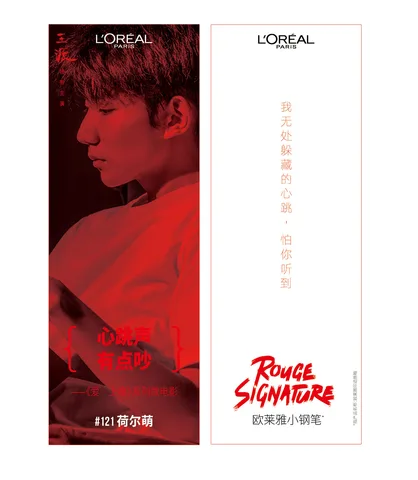 L'ORÉAL
PARIS
心跳声
有点吵
#121 荷尔萌
L'ORÉAL
PARIS
我无处躲藏的心跳，怕你听到
ROUGE
SIGNATURE
欧莱雅小钢笔